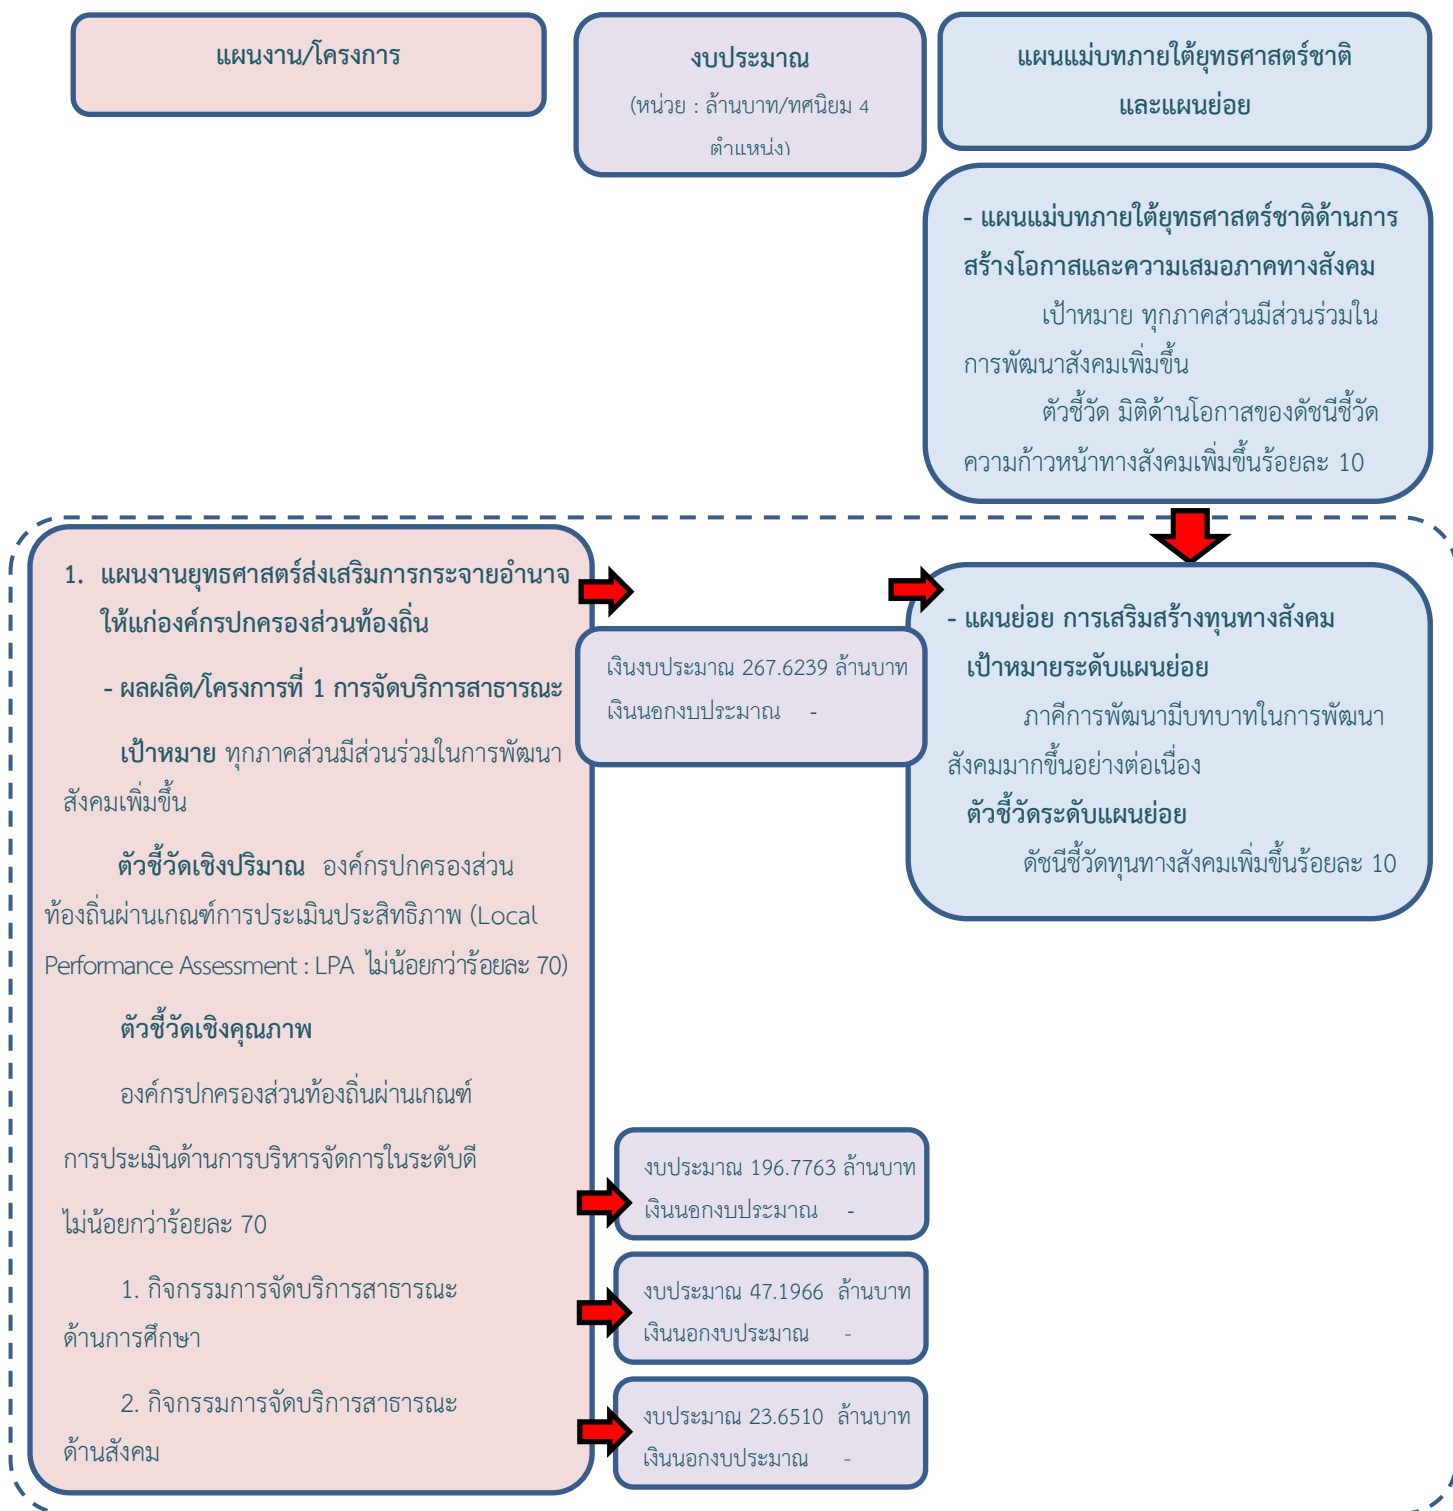 แผนงาน/โครงการ
งบประมาณ
(หน่วย : ล้านบาท/ทศนิยม 4
ตำแหน่ง)
แผนแม่บทภายใต้ยุทธศาสตร์ชาติ
และแผนย่อย
- แผนแม่บทภายใต้ยุทธศาสตร์ชาติด้านการ
สร้างโอกาสและความเสมอภาคทางสังคม
เป้าหมาย ทุกภาคส่วนมีส่วนร่วมใน
การพัฒนาสังคมเพิ่มขึ้น
ตัวชี้วัด มิติด้านโอกาสของดัชนีชี้วัด
ความก้าวหน้าทางสังคมเพิ่มขึ้นร้อยละ 10
1. แผนงานยุทธศาสตร์ส่งเสริมการกระจายอำนาจ
ให้แก่องค์กรปกครองส่วนท้องถิ่น
- ผลผลิต/โครงการที่ 1 การจัดบริการสาธารณะ
เป้าหมาย ทุกภาคส่วนมีส่วนร่วมในการพัฒนา
สังคมเพิ่มขึ้น
ตัวชี้วัดเชิงปริมาณ องค์กรปกครองส่วน
ท้องถิ่นผ่านเกณฑ์การประเมินประสิทธิภาพ (Local
Performance Assessment : LPA ไม่น้อยกว่าร้อยละ 70)
ตัวชี้วัดเชิงคุณภาพ
องค์กรปกครองส่วนท้องถิ่นผ่านเกณฑ์
การประเมินด้านการบริหารจัดการในระดับดี
ไม่น้อยกว่าร้อยละ 70
1. กิจกรรมการจัดบริการสาธารณะ
ด้านการศึกษา
2. กิจกรรมการจัดบริการสาธารณะ
ด้านสังคม
เงินงบประมาณ 267.6239 ล้านบาท
เงินนอกงบประมาณ -
- แผนย่อย การเสริมสร้างทุนทางสังคม
เป้าหมายระดับแผนย่อย
ภาคีการพัฒนามีบทบาทในการพัฒนา
สังคมมากขึ้นอย่างต่อเนื่อง
ตัวชี้วัดระดับแผนย่อย
ดัชนีชี้วัดทุนทางสังคมเพิ่มขึ้นร้อยละ 10
งบประมาณ 196.7763 ล้านบาท
เงินนอกงบประมาณ -
งบประมาณ 47.1966 ล้านบาท
เงินนอกงบประมาณ -
งบประมาณ 23.6510 ล้านบาท
เงินนอกงบประมาณ -